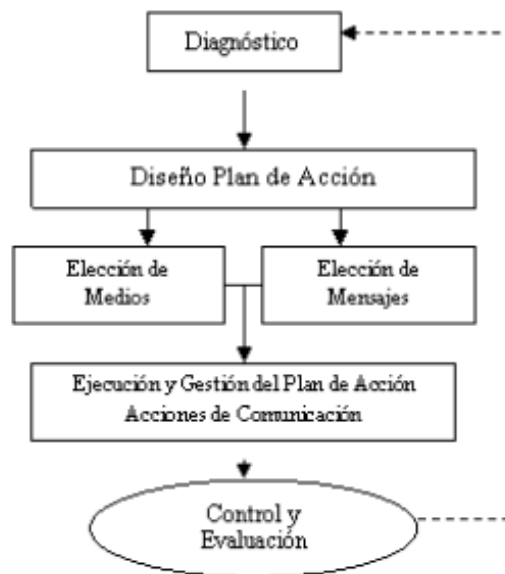 Diagnóstico
Diseño Plan de Acción
Elección de
Medios
Elección de
Mensajes
Ejecución y Gestión del Plan de Acción
Acciones de Comunicación
Control y
Evaluación